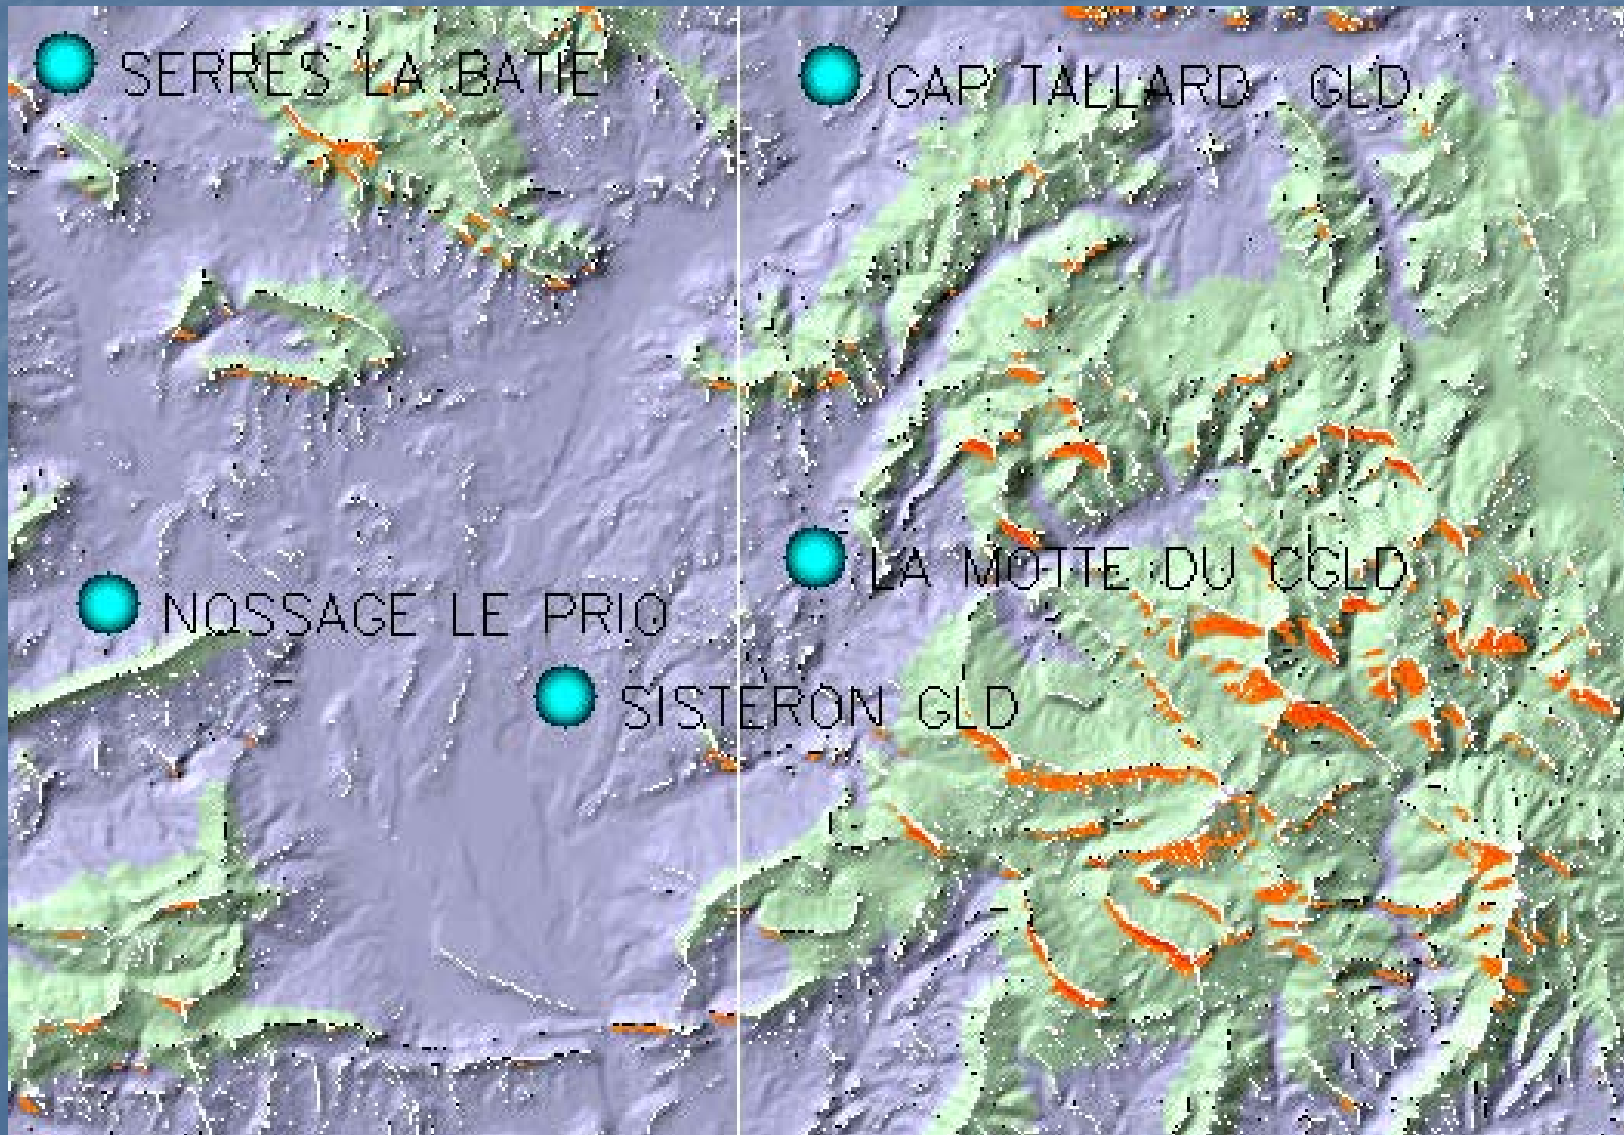 SERRES LA BATIE
GAP TALLARD GLD
LA MOTTE DU CGLD
NOSSAGE LE PRIO
SISTERON GLD